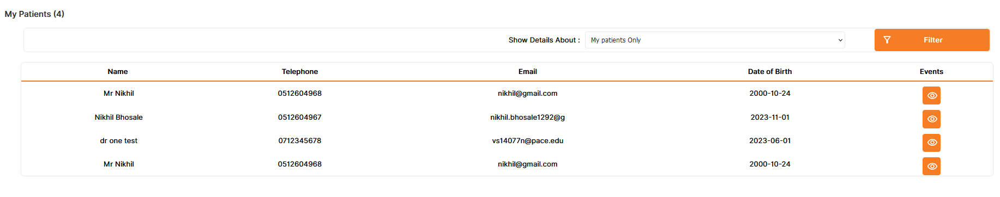 My Patients (4)
Show Details About : My patients Only Filter
Name Telephone Email Date of Birth Events
Mr Nikhil 0512604968 nikhil@gmail.com 2000-10-24
Nikhil Bhosale 0512604967 nikhil.bhosale1292@g 2023-11-01
dr one test 0712345678 vs14077n@pace.edu 2023-06-01
Mr Nikhil 0512604968 nikhil@gmail.com 2000-10-24